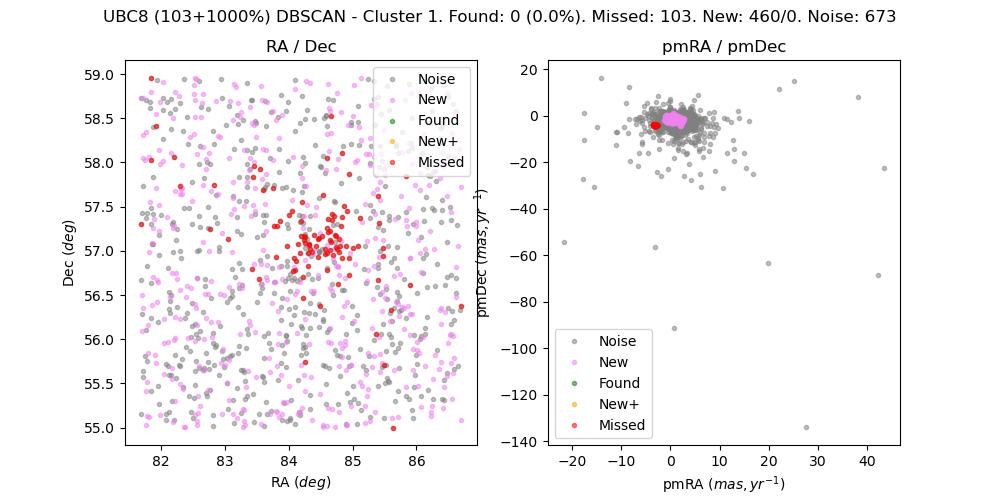 UBC8 (103+1000%) DBSCAN - Cluster 1. Found: 0 (0.0%). Missed: 103. New: 460/0. Noise: 673
RA / Dec
59.0
58.5
58.0
57.5
57.0
56.5
56.0
55.5
55.0
Dec (deg)
82 83 84 85 86
RA (deg)
Noise
New
Found
New+
Missed
pmRA / pmDec
20
0
−20
−40
−60
−80
−100
−120
−140
pmDec (mas, yr⁻¹)
−20 −10 0 10 20 30 40
pmRA (mas, yr⁻¹)
Noise
New
Found
New+
Missed